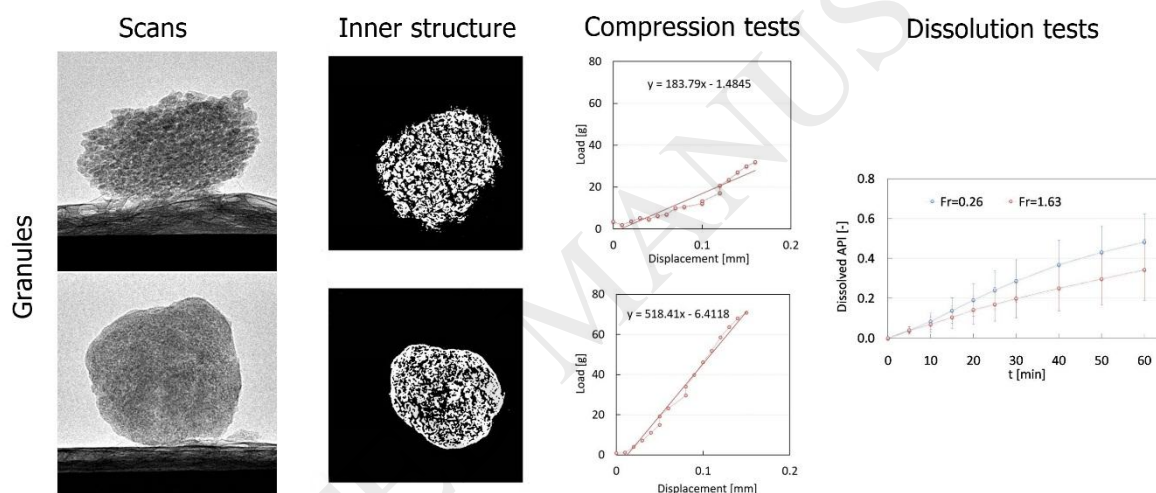 Scans
Inner structure
Compression tests
Dissolution tests
Granules
80
60
40
20
0
Load [g]
y = 183.79x - 1.4845
0
0.1
0.2
Displacement [mm]
80
60
40
20
0
Load [g]
y = 518.41x - 6.4118
0
0.1
0.2
Displacement [mm]
0.8
0.6
0.4
0.2
0.0
Dissolved API [-]
Fr=0.26
Fr=1.63
0
10
20
30
40
50
60
t [min]
MANUS